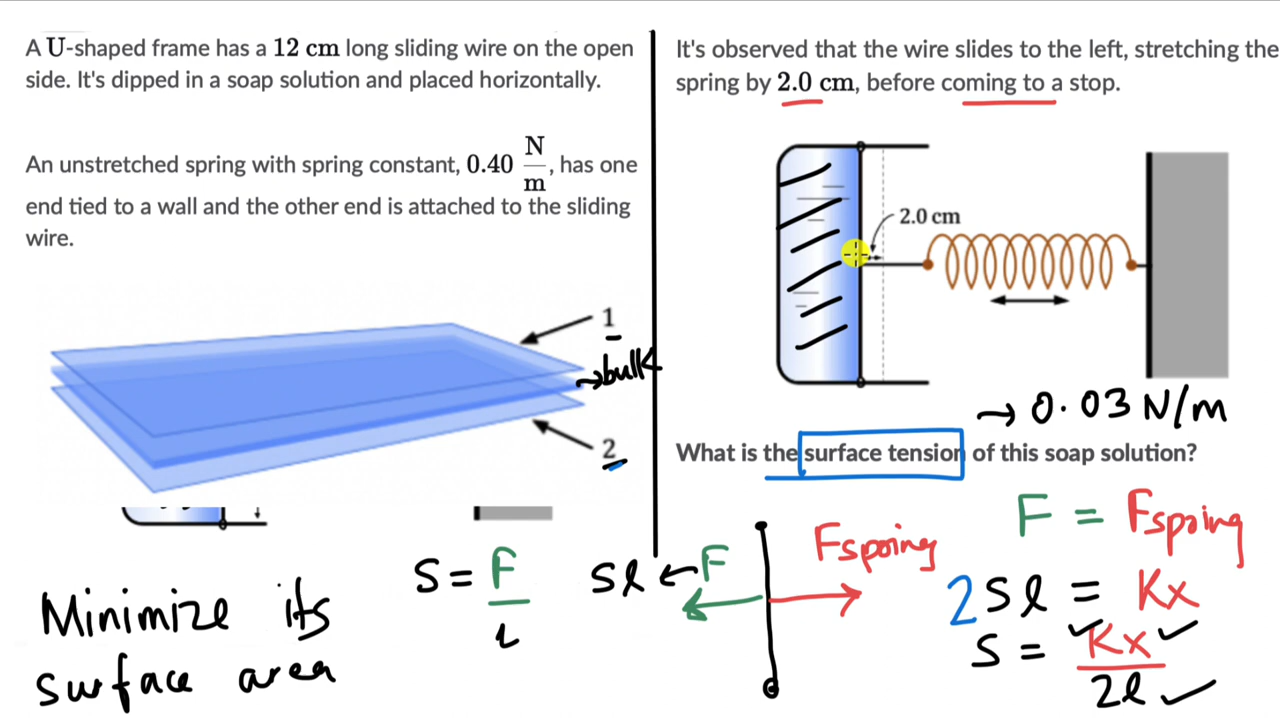 A U-shaped frame has a 12 cm long sliding wire on the open
side. It's dipped in a soap solution and placed horizontally.
An unstretched spring with spring constant, 0.40 N/m, has one
end tied to a wall and the other end is attached to the sliding
wire.
1
→bulk
2
S = F/l
Sl ← F
Minimize its
surface area
It's observed that the wire slides to the left, stretching the
spring by 2.0 cm, before coming to a stop.
2.0 cm
→ 0.03 N/m
What is the surface tension of this soap solution?
Fspring
F = Fspring
2Sl = Kx
S = Kx/2l